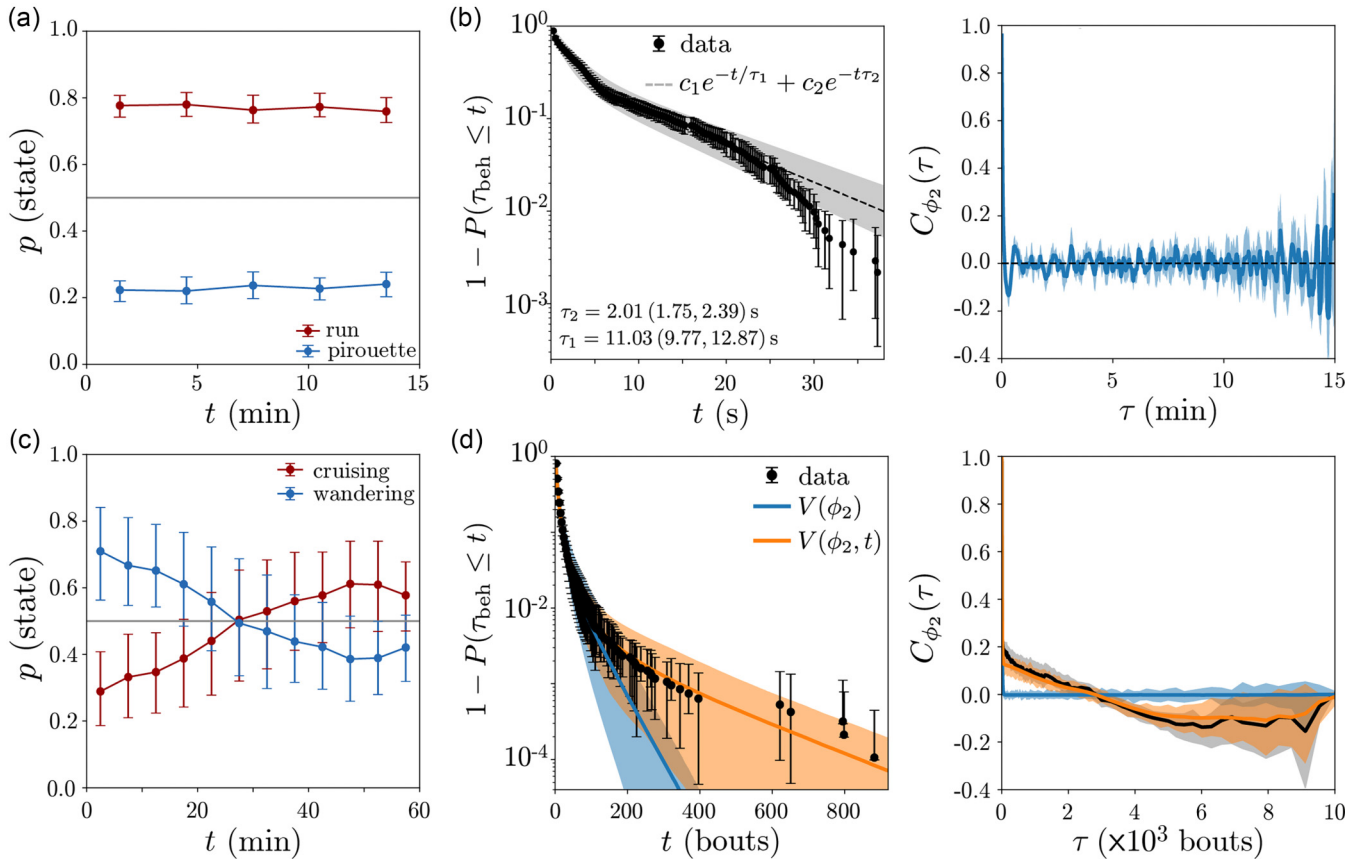 (a)
1.0
0.8
0.6
0.4
0.2
0.0
p (state)
run
pirouette
0
5
10
15
t (min)
(b)
10^0
10^{-1}
10^{-2}
10^{-3}
1 − P(τ_beh ≤ t)
data
c_1e^{−t/τ_1} + c_2e^{−tτ_2}
τ_2 = 2.01 (1.75, 2.39) s
τ_1 = 11.03 (9.77, 12.87) s
0
10
20
30
t (s)
1.0
0.8
0.6
0.4
0.2
0.0
-0.2
-0.4
C_{ϕ_2}(τ)
0
5
10
15
τ (min)
(c)
1.0
0.8
0.6
0.4
0.2
0.0
p (state)
cruising
wandering
0
20
40
60
t (min)
(d)
10^0
10^{-2}
10^{-4}
1 − P(τ_beh ≤ t)
data
V(ϕ_2)
V(ϕ_2, t)
0
200
400
600
800
t (bouts)
1.0
0.8
0.6
0.4
0.2
0.0
-0.2
-0.4
C_{ϕ_2}(τ)
0
2
4
6
8
10
τ (×10^3 bouts)